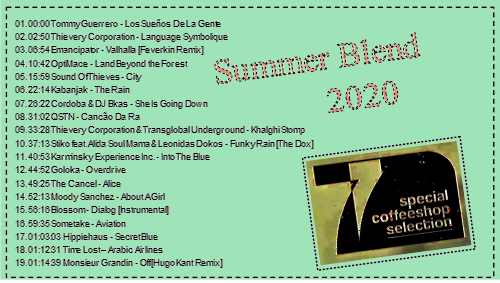 01.00:00 Tommy Guerrero - Los Sueños De La Gente
02.02:50 Thievery Corporation - Language Symbolique
03.06:54 Emancipator - Valhalla [Feverkin Remix]
04.10:42 OptiMace - Land Beyond the Forest
05.15:59 Sound Of Thieves - City
06.22:14 Kabanjak - The Rain
07.26:22 Cordoba & DJ Ekas - She Is Going Down
08.31:02 QSTN - Cancão Da Ra
09.33:28 Thievery Corporation & Transglobal Underground - Khalghi Stomp
10.37:13 Stiko feat. Alida Soul Mama & Leonidas Dokos - Funky Rain [The Dox]
11.40:53 Karminsky Experience Inc. - Into The Blue
12.44:52 Goloka - Overdrive
13.49:25 The Cancel - Alice
14.52:13 Moody Sanchez - About A Girl
15.56:16 Blossom - Dialog [Instrumental]
16.59:35 Sometake - Aviation
17.01:03:03 Hippiehaus - Secret Blue
18.01:12:31 Time Lost – Arabic Airlines
19.01:14:39 Monsieur Grandin - Off [Hugo Kant Remix]
Summer Blend
2020
70
special
coffeeshop
selection